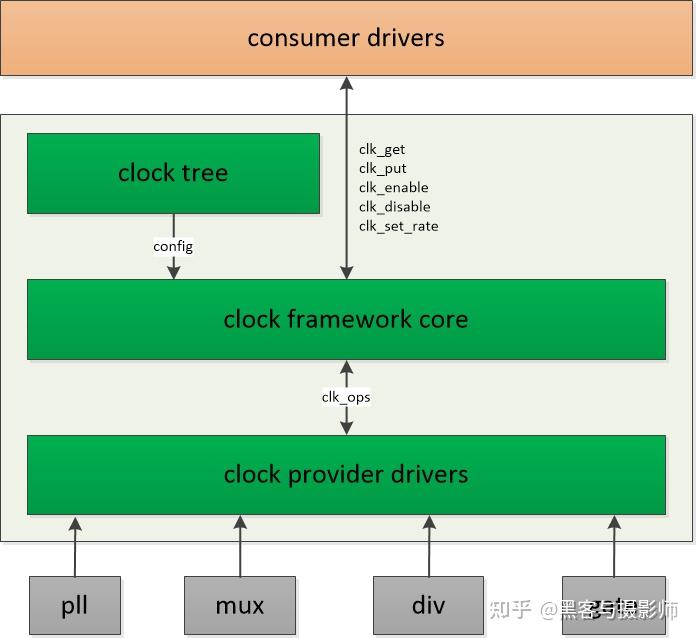 consumer drivers
clock tree
clk_get
clk_put
clk_enable
clk_disable
clk_set_rate
config
clock framework core
clk_ops
clock provider drivers
pll
mux
div
知乎 @黑客与摄影师